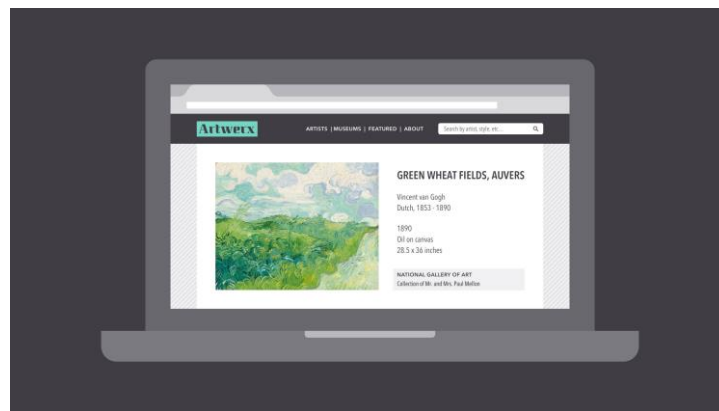 Artwerx
ARTISTS | MUSEUMS | FEATURED | ABOUT
Search by artist, style, etc...
GREEN WHEAT FIELDS, AUVERS
Vincent van Gogh
Dutch, 1853 - 1890
1890
Oil on canvas
28.5 x 36 inches
NATIONAL GALLERY OF ART
Collection of Mr. and Mrs. Paul Mellon